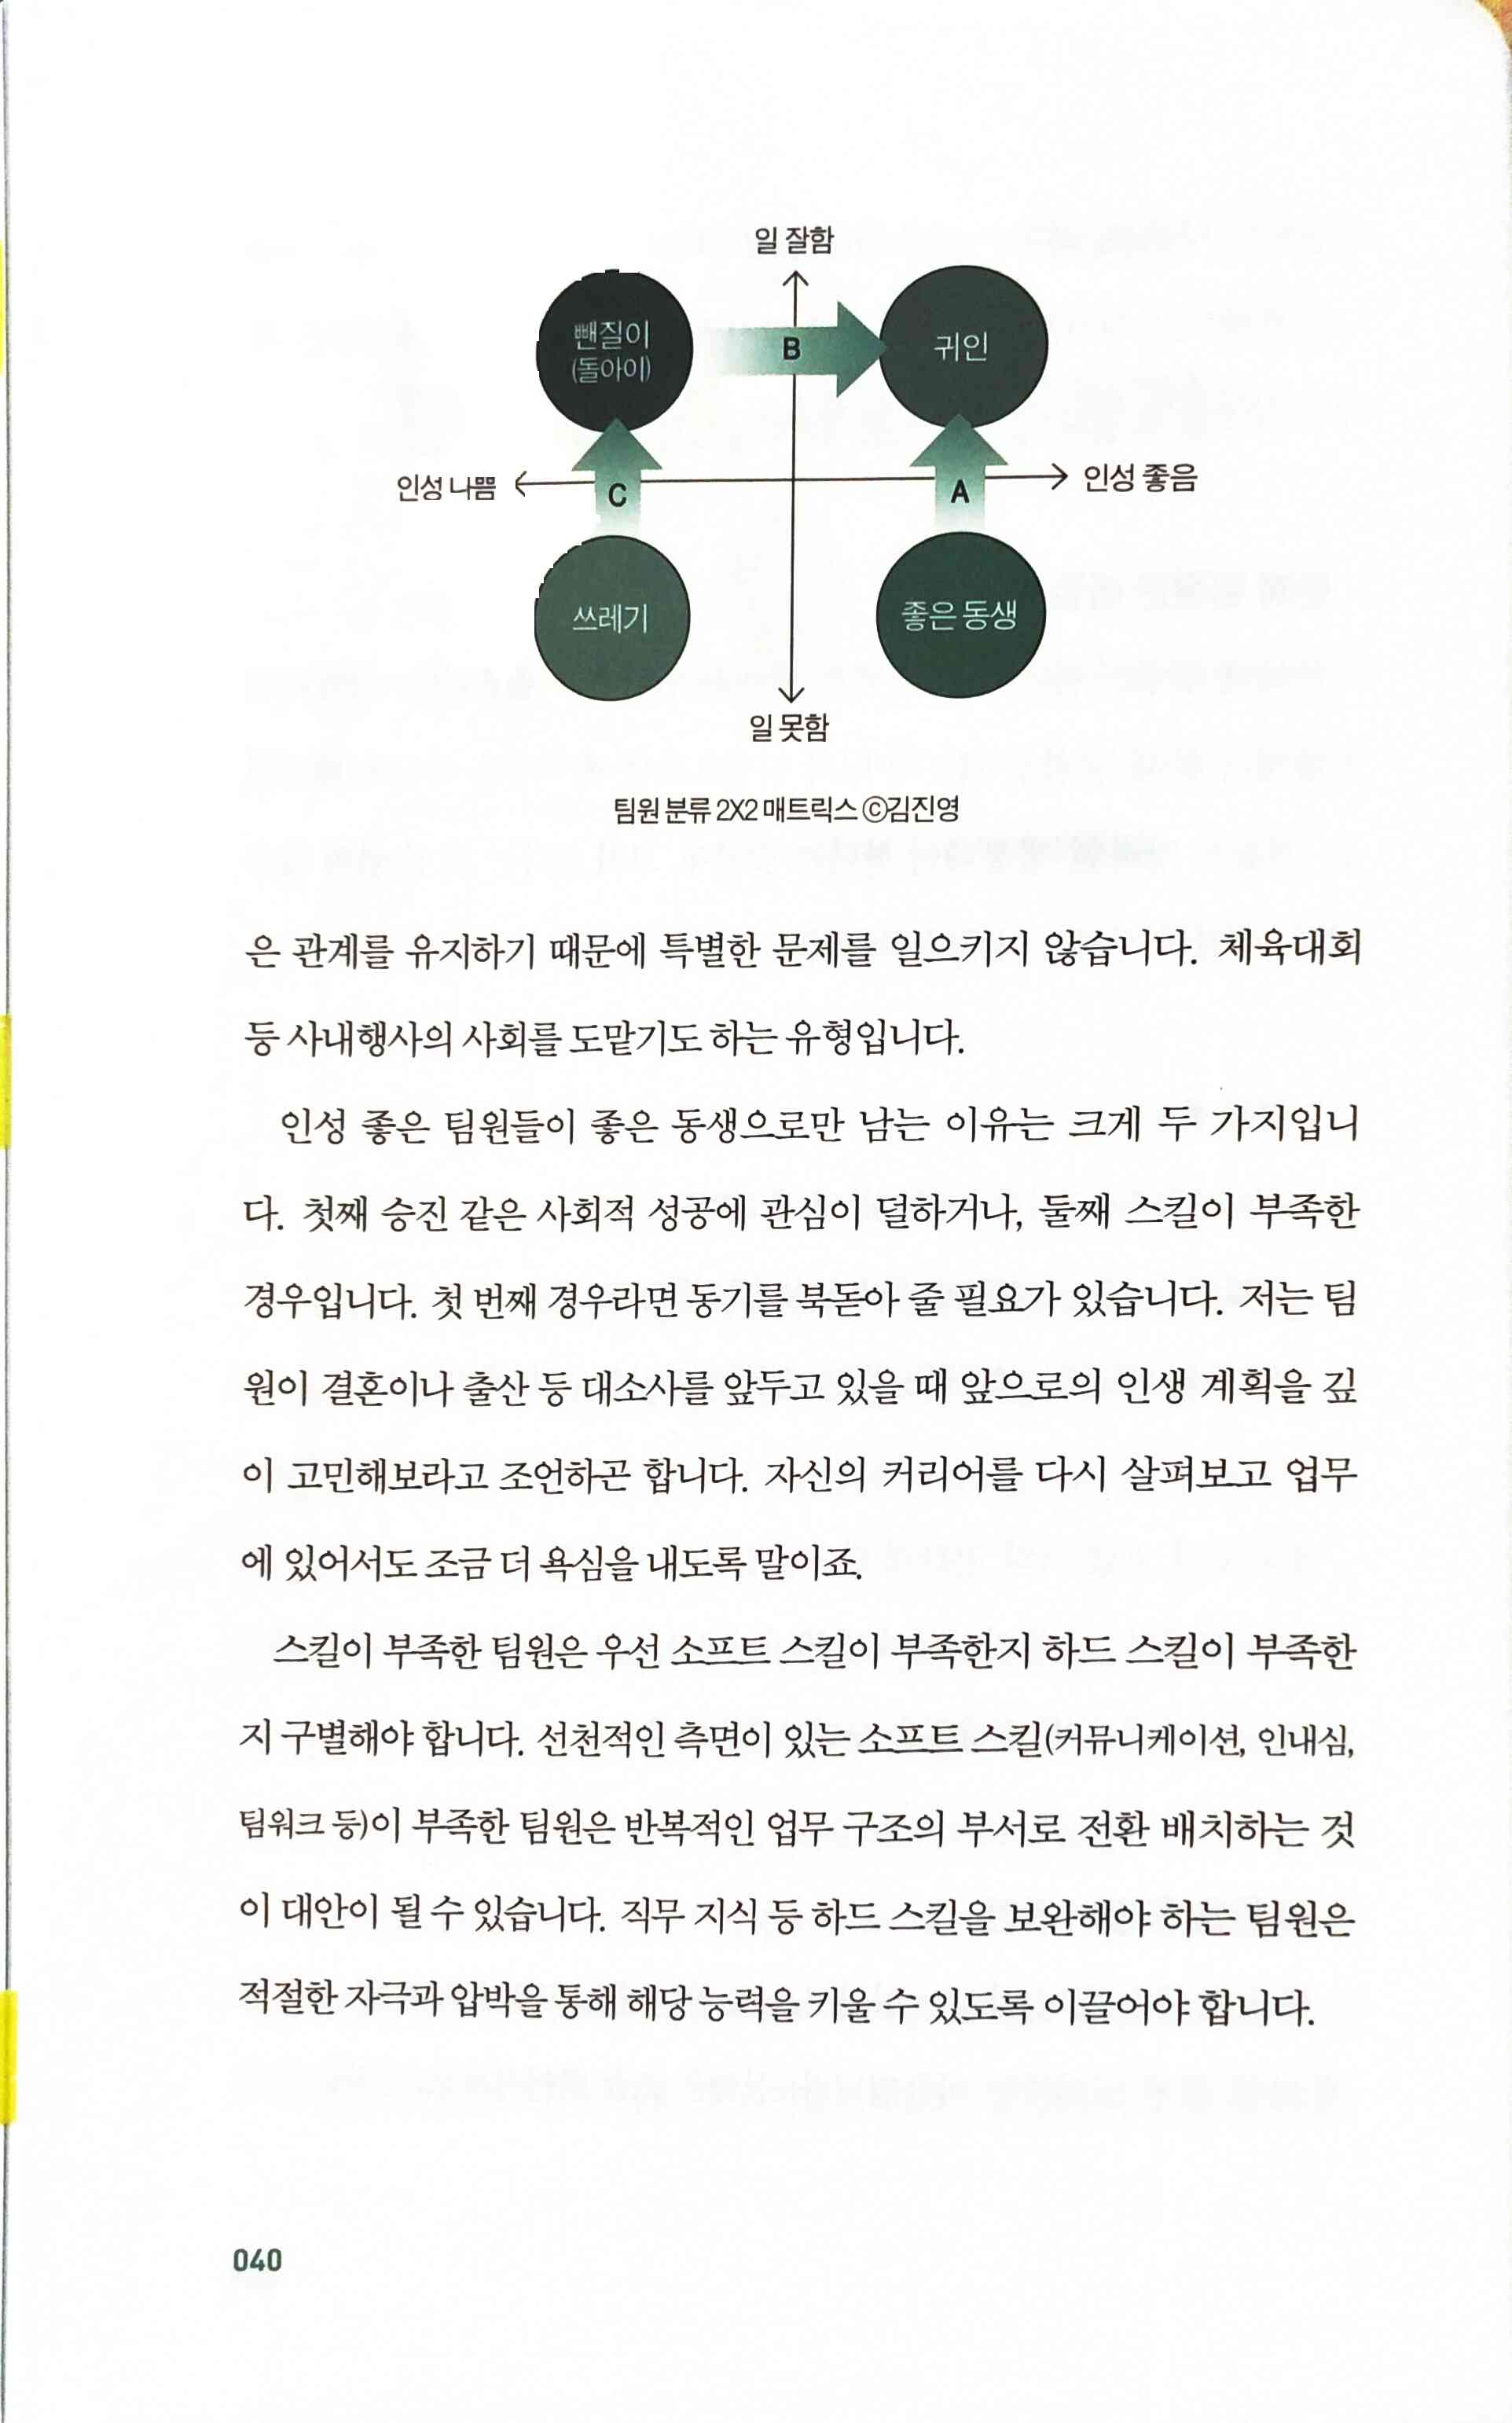 일 잘함
뺀질이
(돌아이)
B
귀인
인성 나쁨
C
A
인성 좋음
쓰레기
좋은 동생
일 못함
팀원 분류 2X2 매트릭스 ⓒ김진영
은 관계를 유지하기 때문에 특별한 문제를 일으키지 않습니다. 체육대회
등 사내행사의 사회를 도맡기도 하는 유형입니다.
인성 좋은 팀원들이 좋은 동생으로만 남는 이유는 크게 두 가지입니
다. 첫째 승진 같은 사회적 성공에 관심이 덜하거나, 둘째 스킬이 부족한
경우입니다. 첫 번째 경우라면 동기를 북돋아 줄 필요가 있습니다. 저는 팀
원이 결혼이나 출산 등 대소사를 앞두고 있을 때 앞으로의 인생 계획을 깊
이 고민해보라고 조언하곤 합니다. 자신의 커리어를 다시 살펴보고 업무
에 있어서도 조금 더 욕심을 내도록 말이죠.
스킬이 부족한 팀원은 우선 소프트 스킬이 부족한지 하드 스킬이 부족한
지 구별해야 합니다. 선천적인 측면이 있는 소프트 스킬(커뮤니케이션, 인내심,
팀워크 등)이 부족한 팀원은 반복적인 업무 구조의 부서로 전환 배치하는 것
이 대안이 될 수 있습니다. 직무 지식 등 하드 스킬을 보완해야 하는 팀원은
적절한 자극과 압박을 통해 해당 능력을 키울 수 있도록 이끌어야 합니다.
040